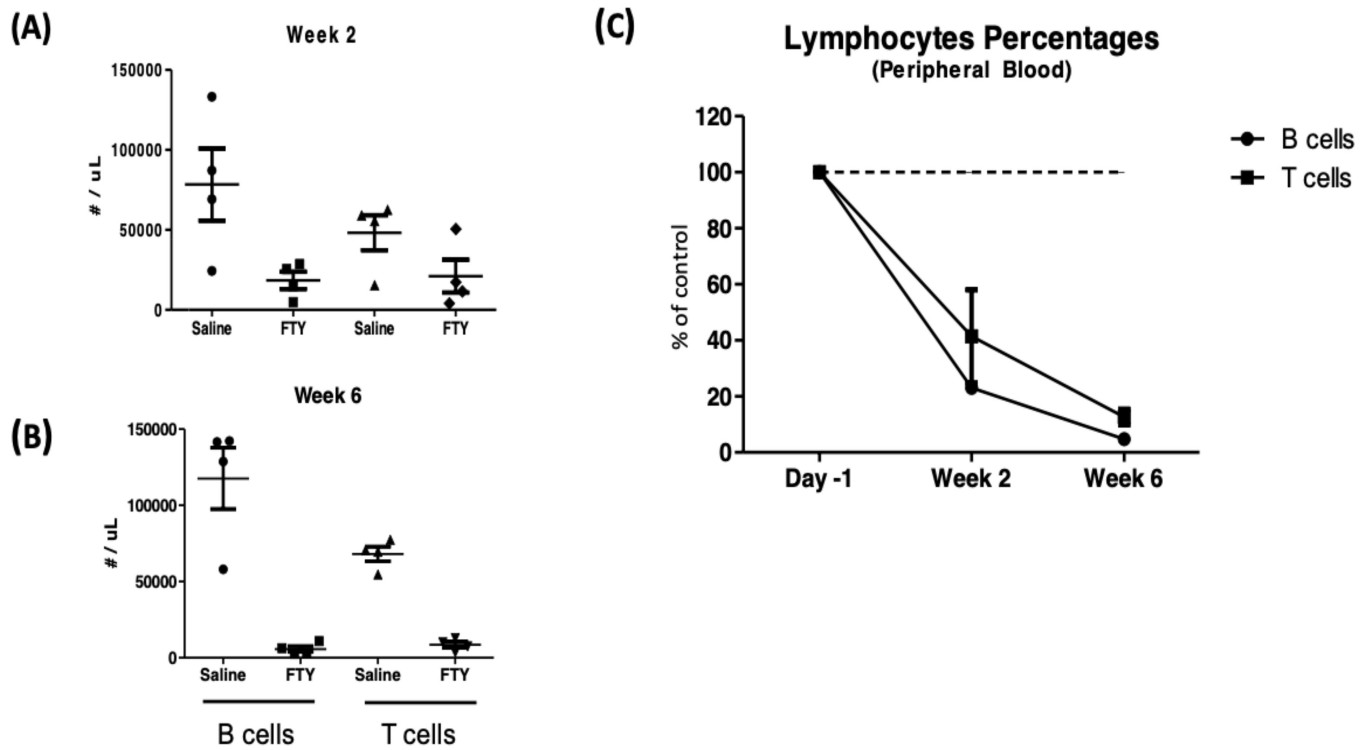 (A)
Week 2
150000
100000
50000
0
# / uL
Saline FTY Saline FTY
(B)
Week 6
150000
100000
50000
0
# / uL
Saline FTY Saline FTY
B cells T cells
(C)
Lymphocytes Percentages
(Peripheral Blood)
120
100
80
60
40
20
0
% of control
Day -1 Week 2 Week 6
B cells
T cells